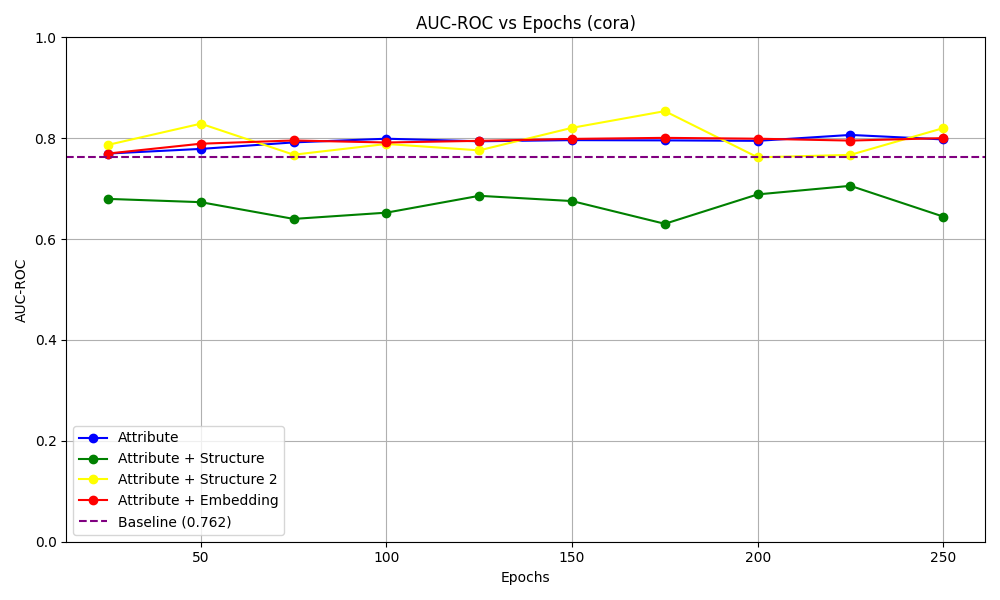 AUC-ROC vs Epochs (cora)
1.0
0.8
0.6
0.4
0.2
0.0
AUC-ROC
Attribute
Attribute + Structure
Attribute + Structure 2
Attribute + Embedding
Baseline (0.762)
50
100
150
200
250
Epochs